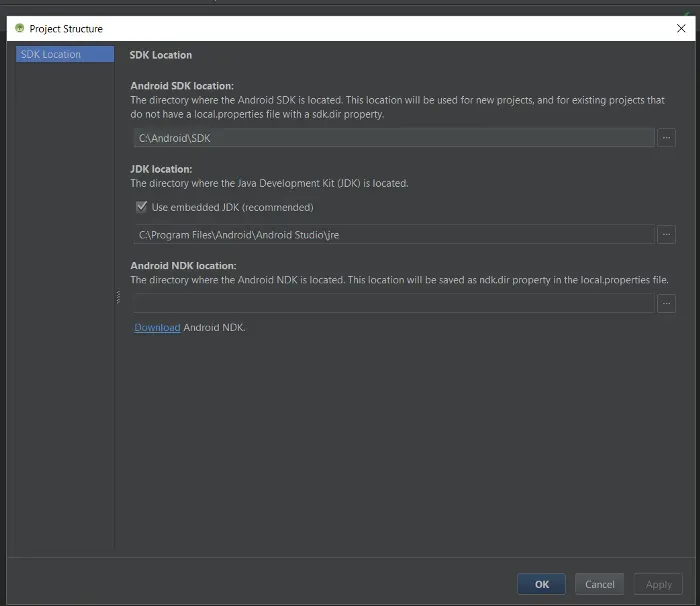 Project Structure
SDK Location
SDK Location
Android SDK location:
The directory where the Android SDK is located. This location will be used for new projects, and for existing projects that
do not have a local.properties file with a sdk.dir property.
C:\Android\SDK
...
JDK location:
The directory where the Java Development Kit (JDK) is located.
Use embedded JDK (recommended)
C:\Program Files\Android\Android Studio\jre
...
Android NDK location:
The directory where the Android NDK is located. This location will be saved as ndk.dir property in the local.properties file.
...
Download Android NDK.
OK
Cancel
Apply